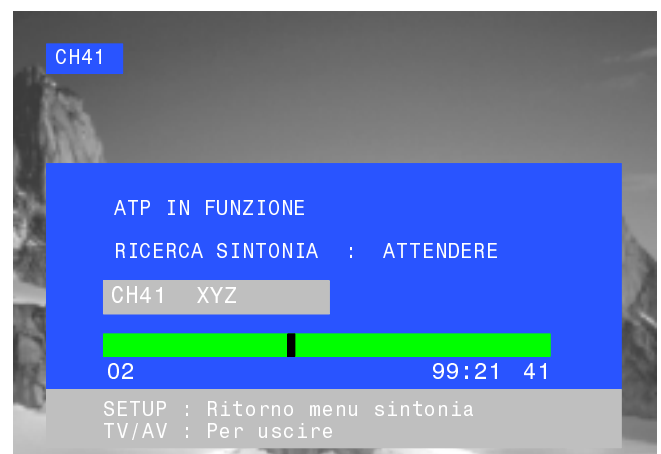 CH41
ATP IN FUNZIONE
RICERCA SINTONIA : ATTENDERE
CH41 XYZ
02 99:21 41
SETUP : Ritorno menu sintonia
TV/AV : Per uscire